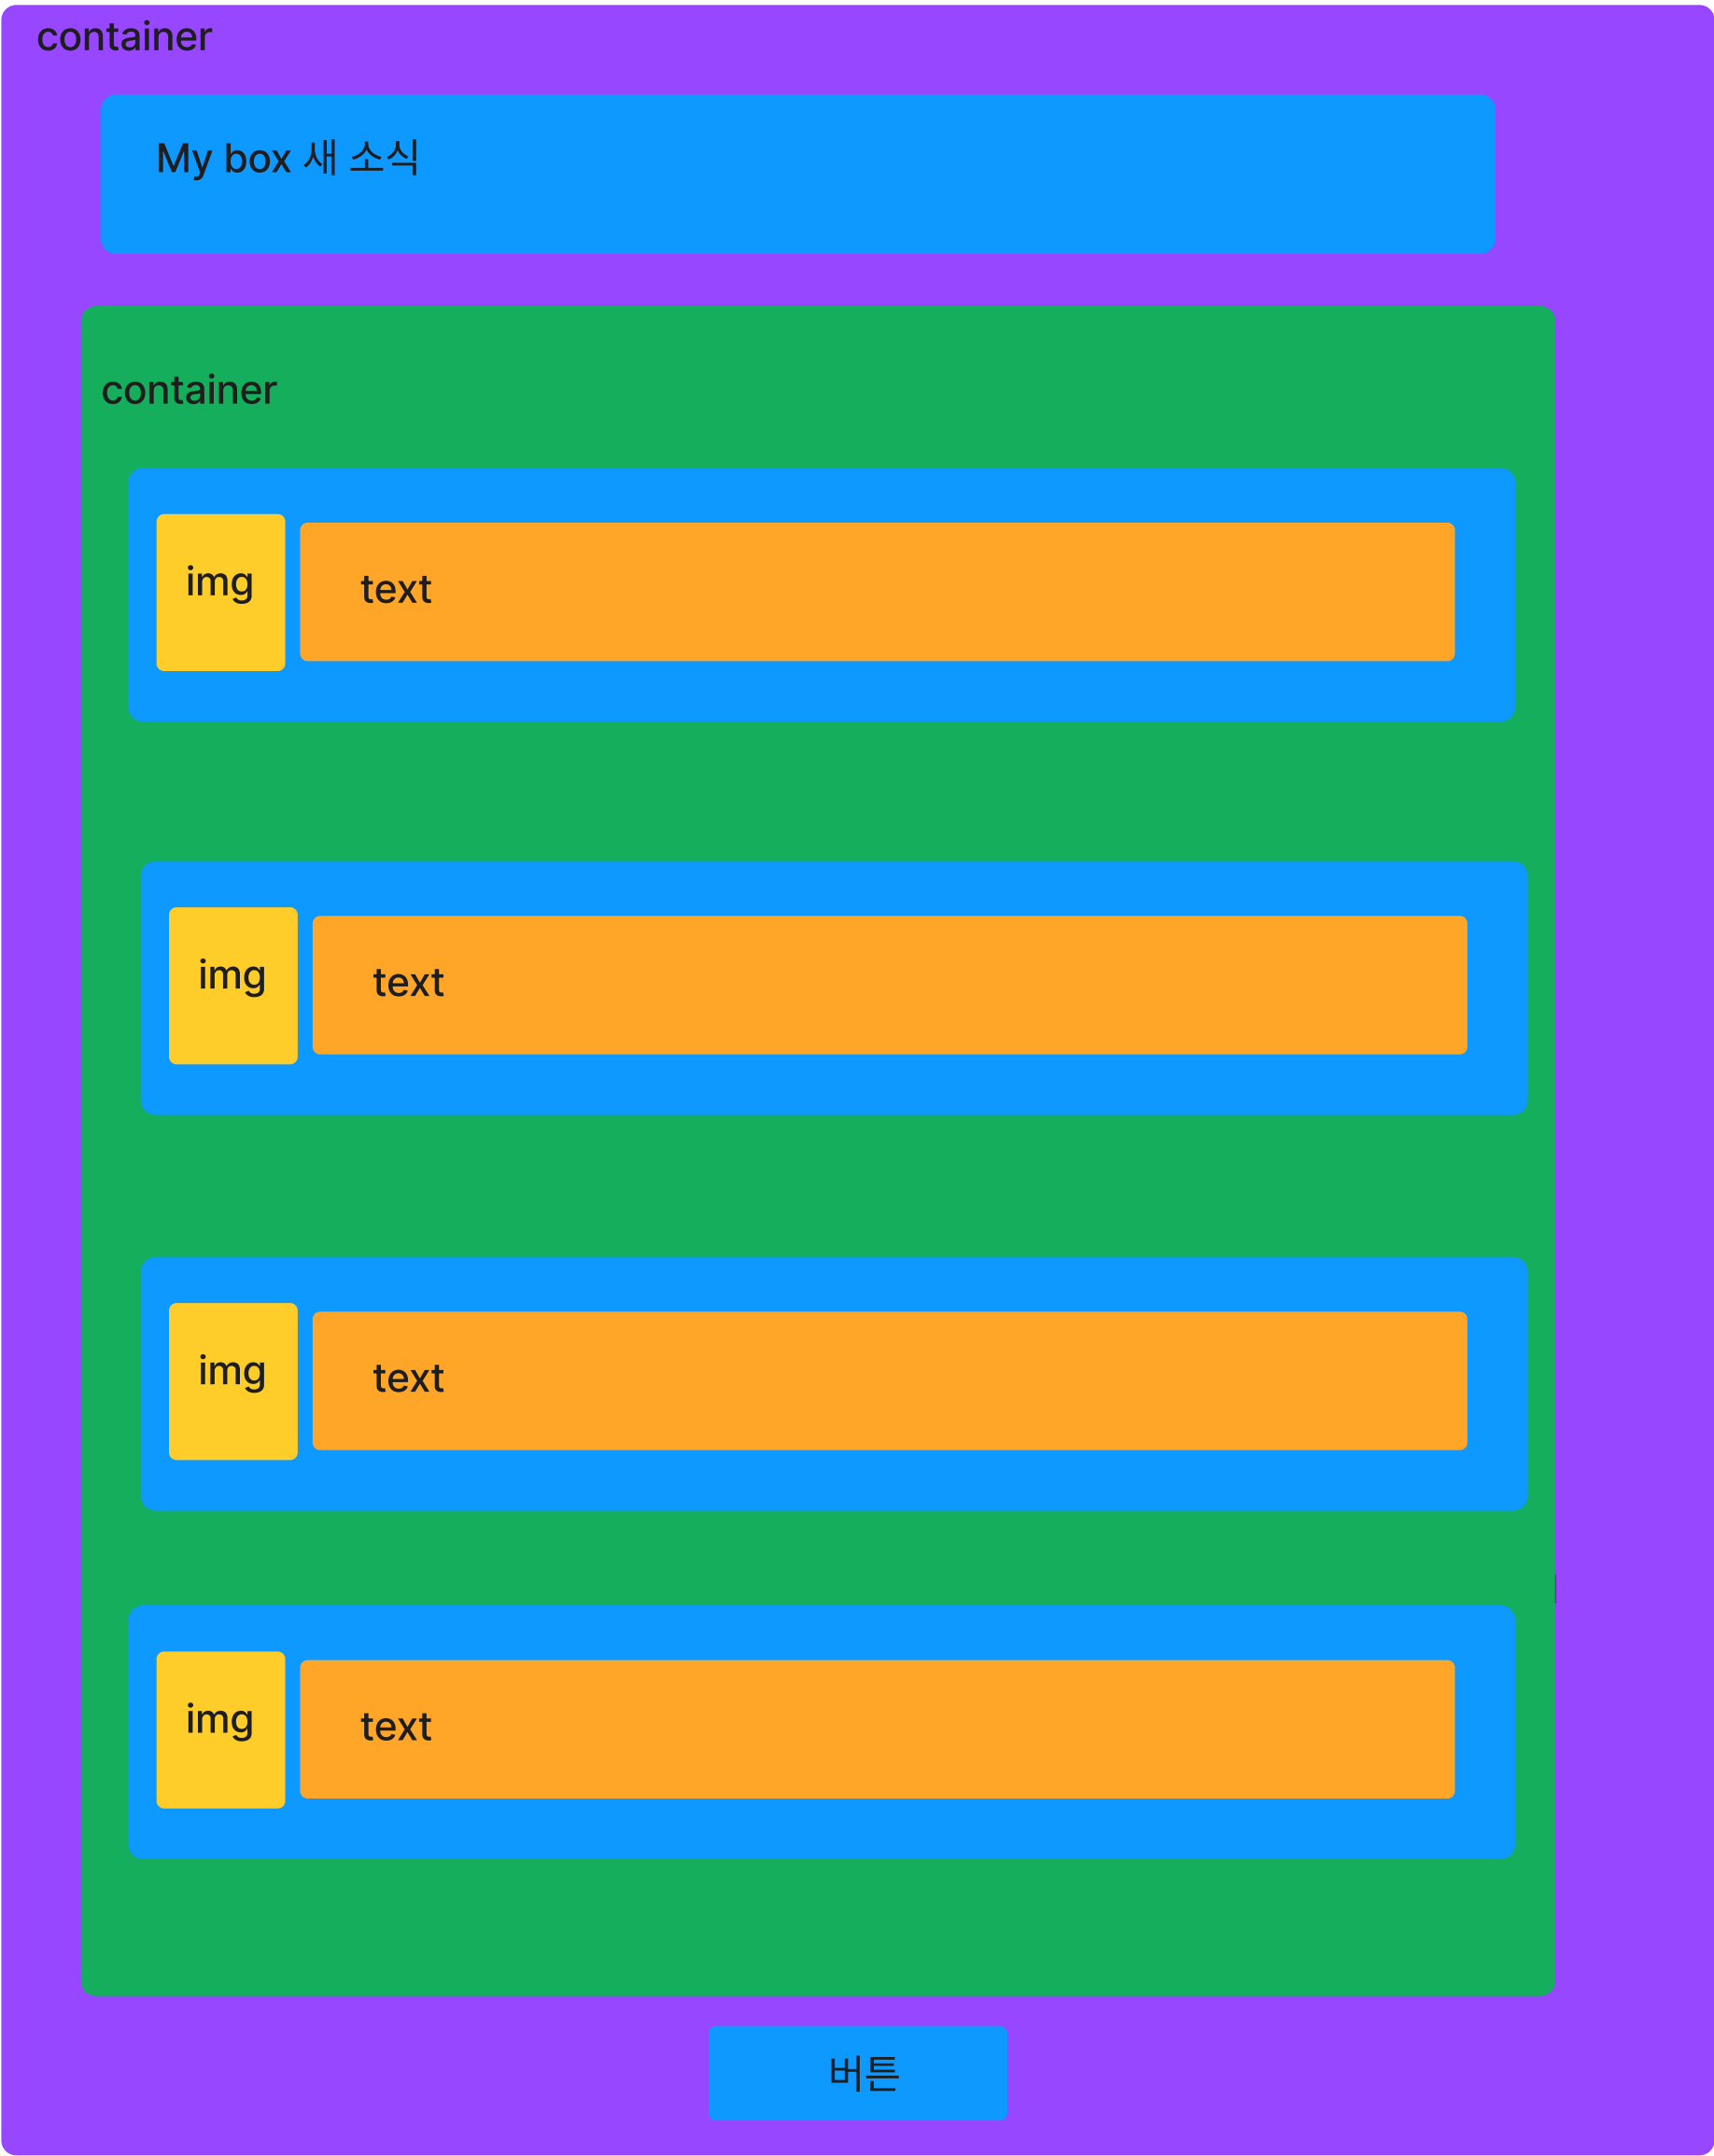 container
My box 새 소식
container
img
text
img
text
img
text
img
text
버튼